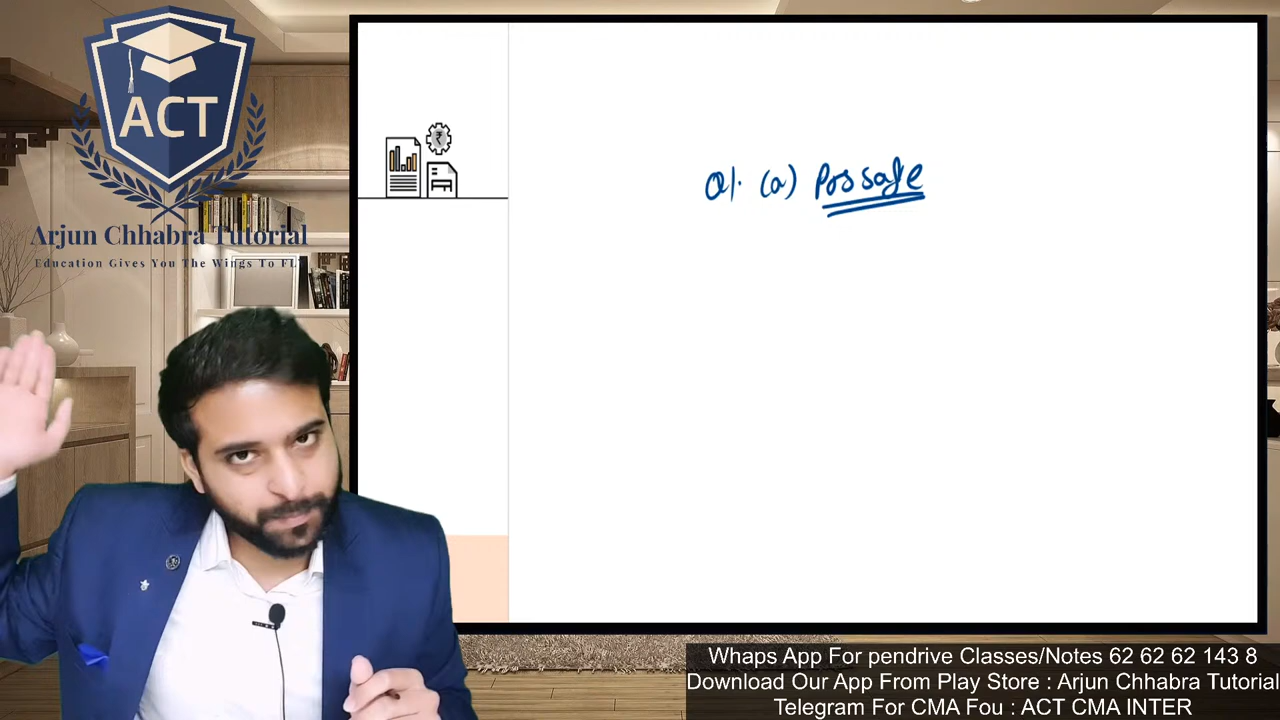 ACT
Arjun Chhabra Tutorial
Education Gives You The Wings To FLY
₹
Q1. (a) Passage
Whaps App For pendrive Classes/Notes 62 62 62 143 8
Download Our App From Play Store : Arjun Chhabra Tutorial
Telegram For CMA Fou : ACT CMA INTER